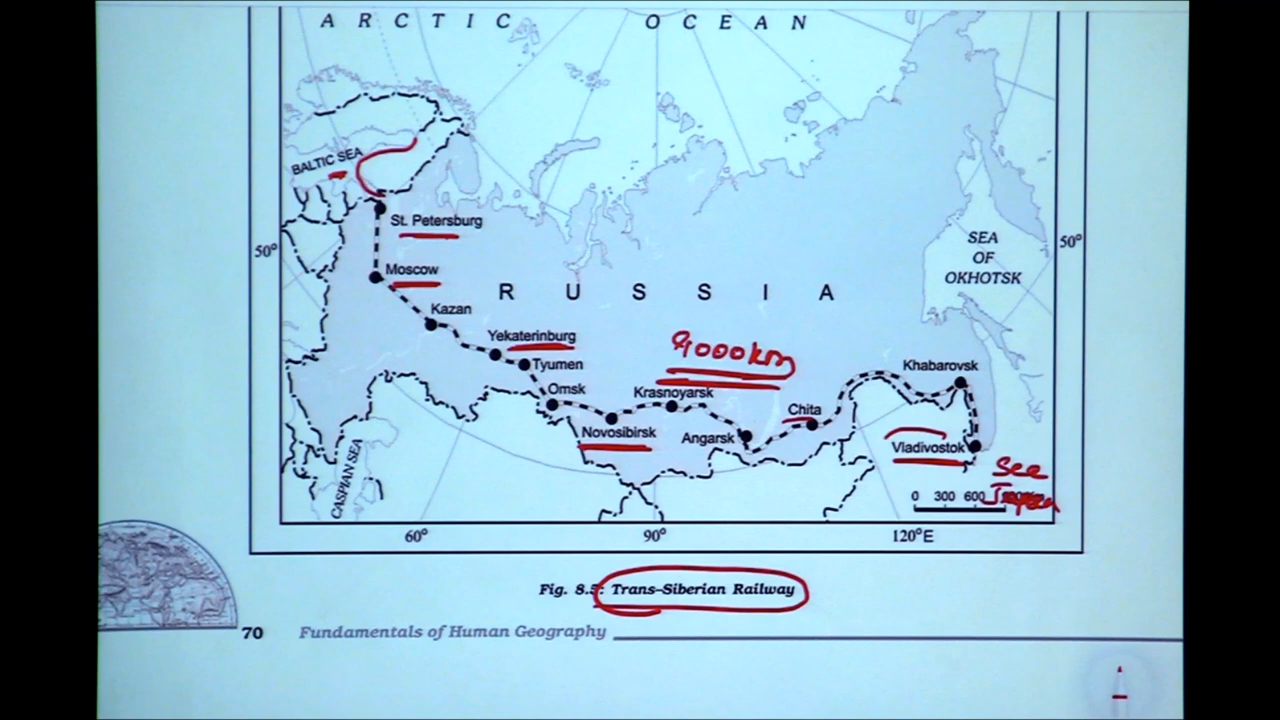 ARCTIC OCEAN
BALTIC SEA
St. Petersburg
50°
SEA
OF
OKHOTSK
50°
Moscow
RUSSIA
Kazan
Yekaterinburg
9000km
Tyumen
Khabarovsk
Omsk
Krasnoyarsk
Chita
Novosibirsk
Angarsk
Vladivostok
CASPIAN SEA
See
0 300 600
60° 90° 120°E
Fig. 8.5: Trans–Siberian Railway
70 Fundamentals of Human Geography